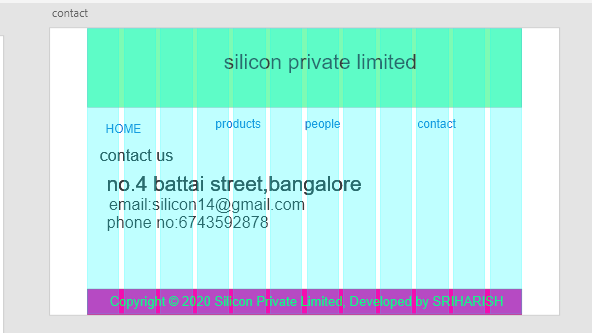 contact
silicon private limited
HOME products people contact
contact us
no.4 battai street,bangalore
email:silicon14@gmail.com
phone no:6743592878
Copyright © 2020 Silicon Private Limited, Developed by SRIHARISH